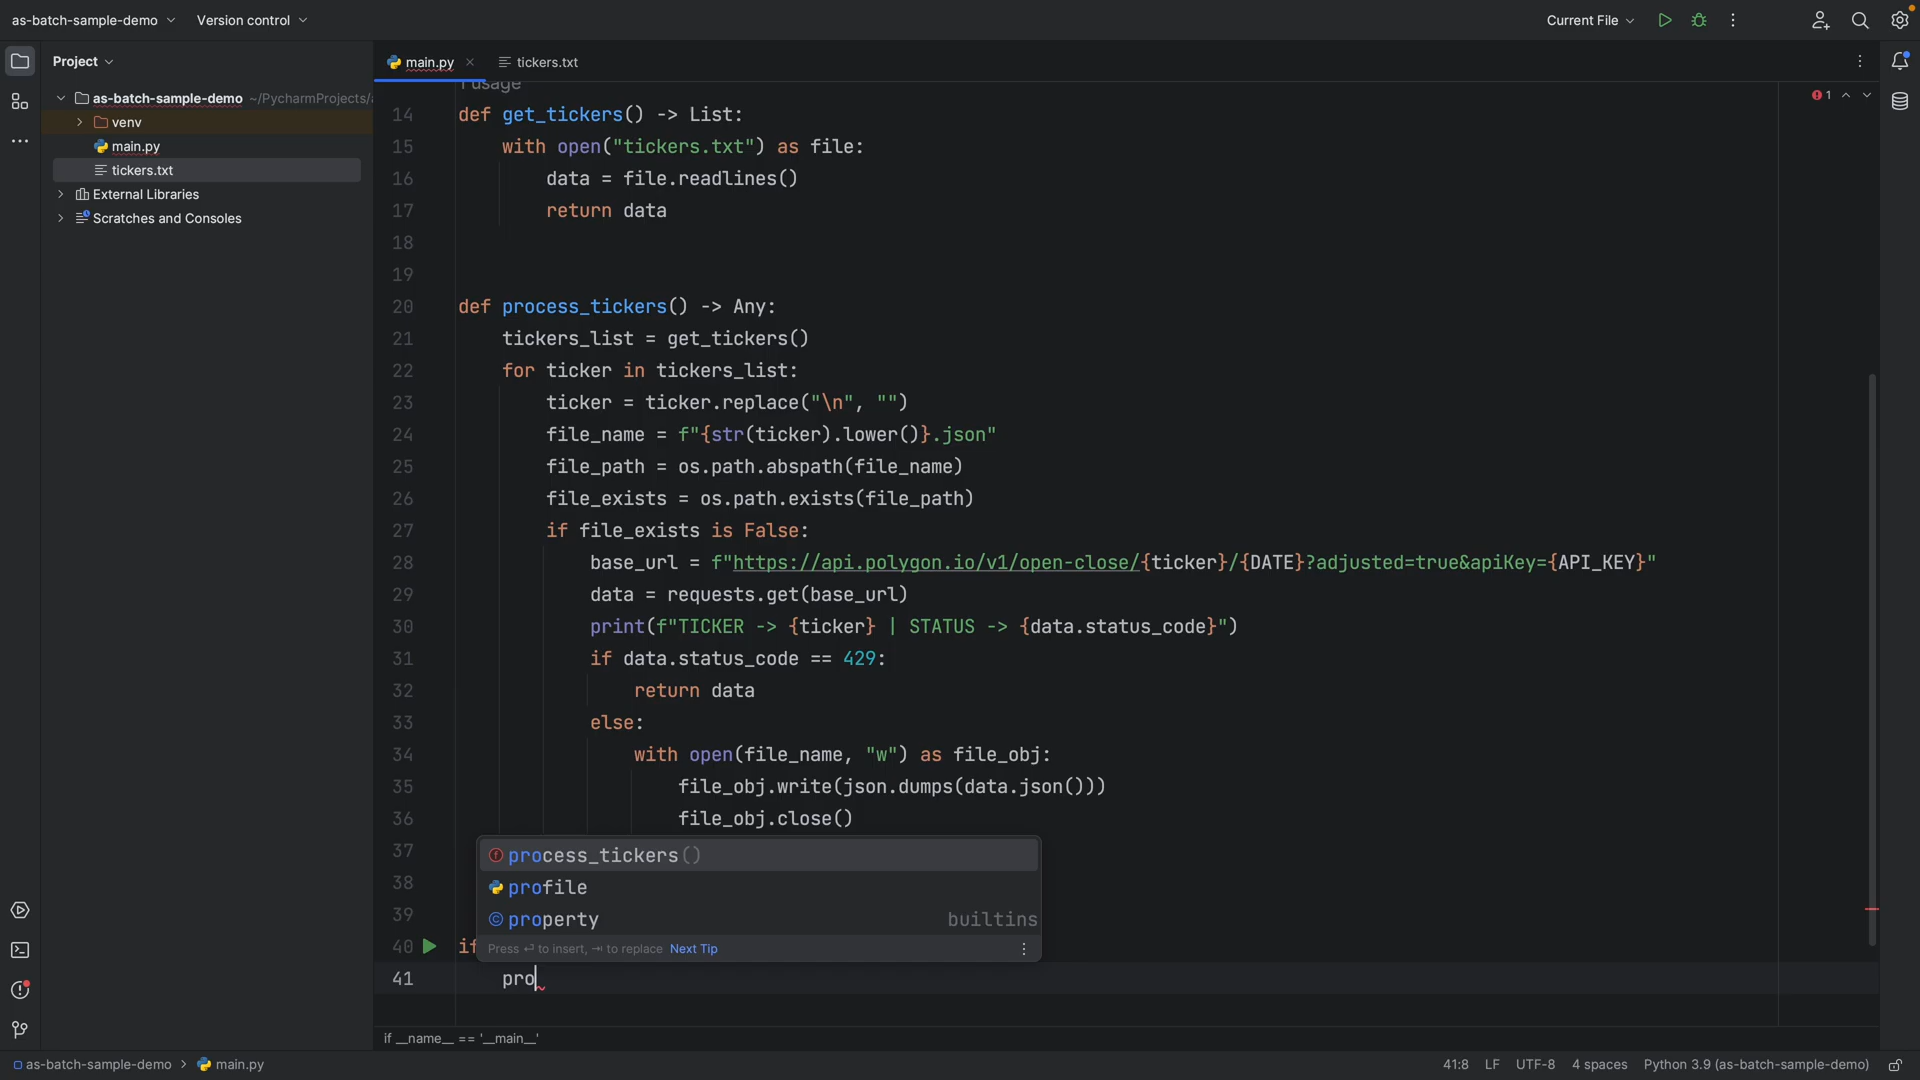 as-batch-sample-demo
Version control
Current File
Project
as-batch-sample-demo ~/PycharmProjects/
venv
main.py
tickers.txt
External Libraries
Scratches and Consoles
main.py
tickers.txt
1
usage
14 def get_tickers() -> List:
15 with open("tickers.txt") as file:
16 data = file.readlines()
17 return data
18
19
20 def process_tickers() -> Any:
21 tickers_list = get_tickers()
22 for ticker in tickers_list:
23 ticker = ticker.replace("\n", "")
24 file_name = f"{str(ticker).lower()}.json"
25 file_path = os.path.abspath(file_name)
26 file_exists = os.path.exists(file_path)
27 if file_exists is False:
28 base_url = f"https://api.polygon.io/v1/open-close/{ticker}/{DATE}?adjusted=true&apiKey={API_KEY}"
29 data = requests.get(base_url)
30 print(f"TICKER -> {ticker} | STATUS -> {data.status_code}")
31 if data.status_code == 429:
32 return data
33 else:
34 with open(file_name, "w") as file_obj:
35 file_obj.write(json.dumps(data.json()))
36 file_obj.close()
37
38
39
40 if
41 pro
process_tickers()
profile
property builtins
Press ⏎ to insert, ⇥ to replace Next Tip
if __name__ == '__main__'
as-batch-sample-demo > main.py
41:8 LF UTF-8 4 spaces Python 3.9 (as-batch-sample-demo)